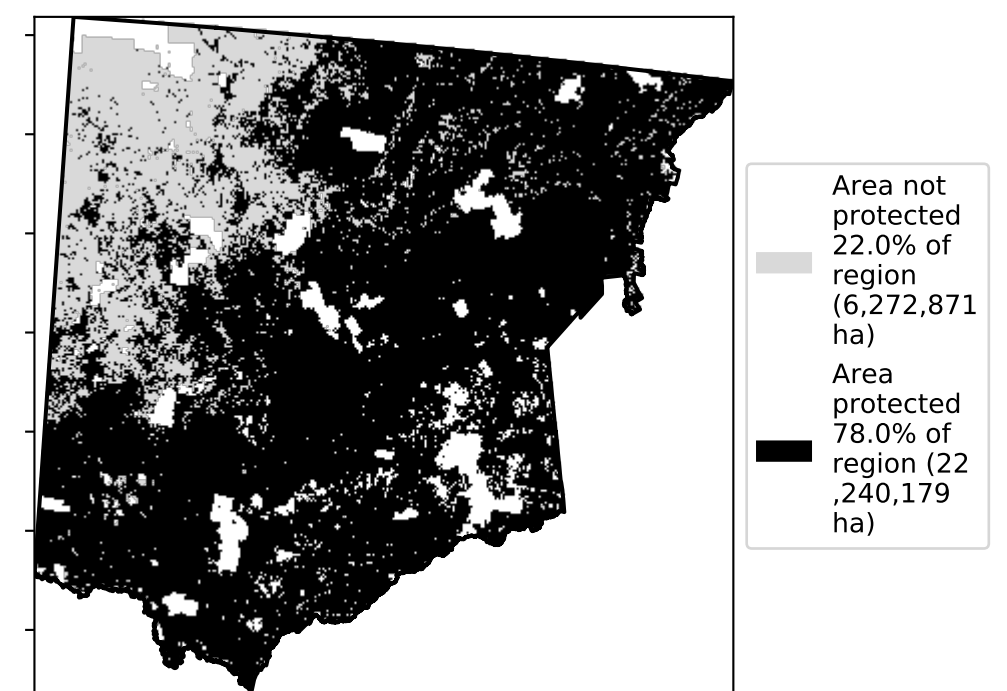 Area not
protected
22.0% of
region
(6,272,871
ha)
Area
protected
78.0% of
region (22
,240,179
ha)